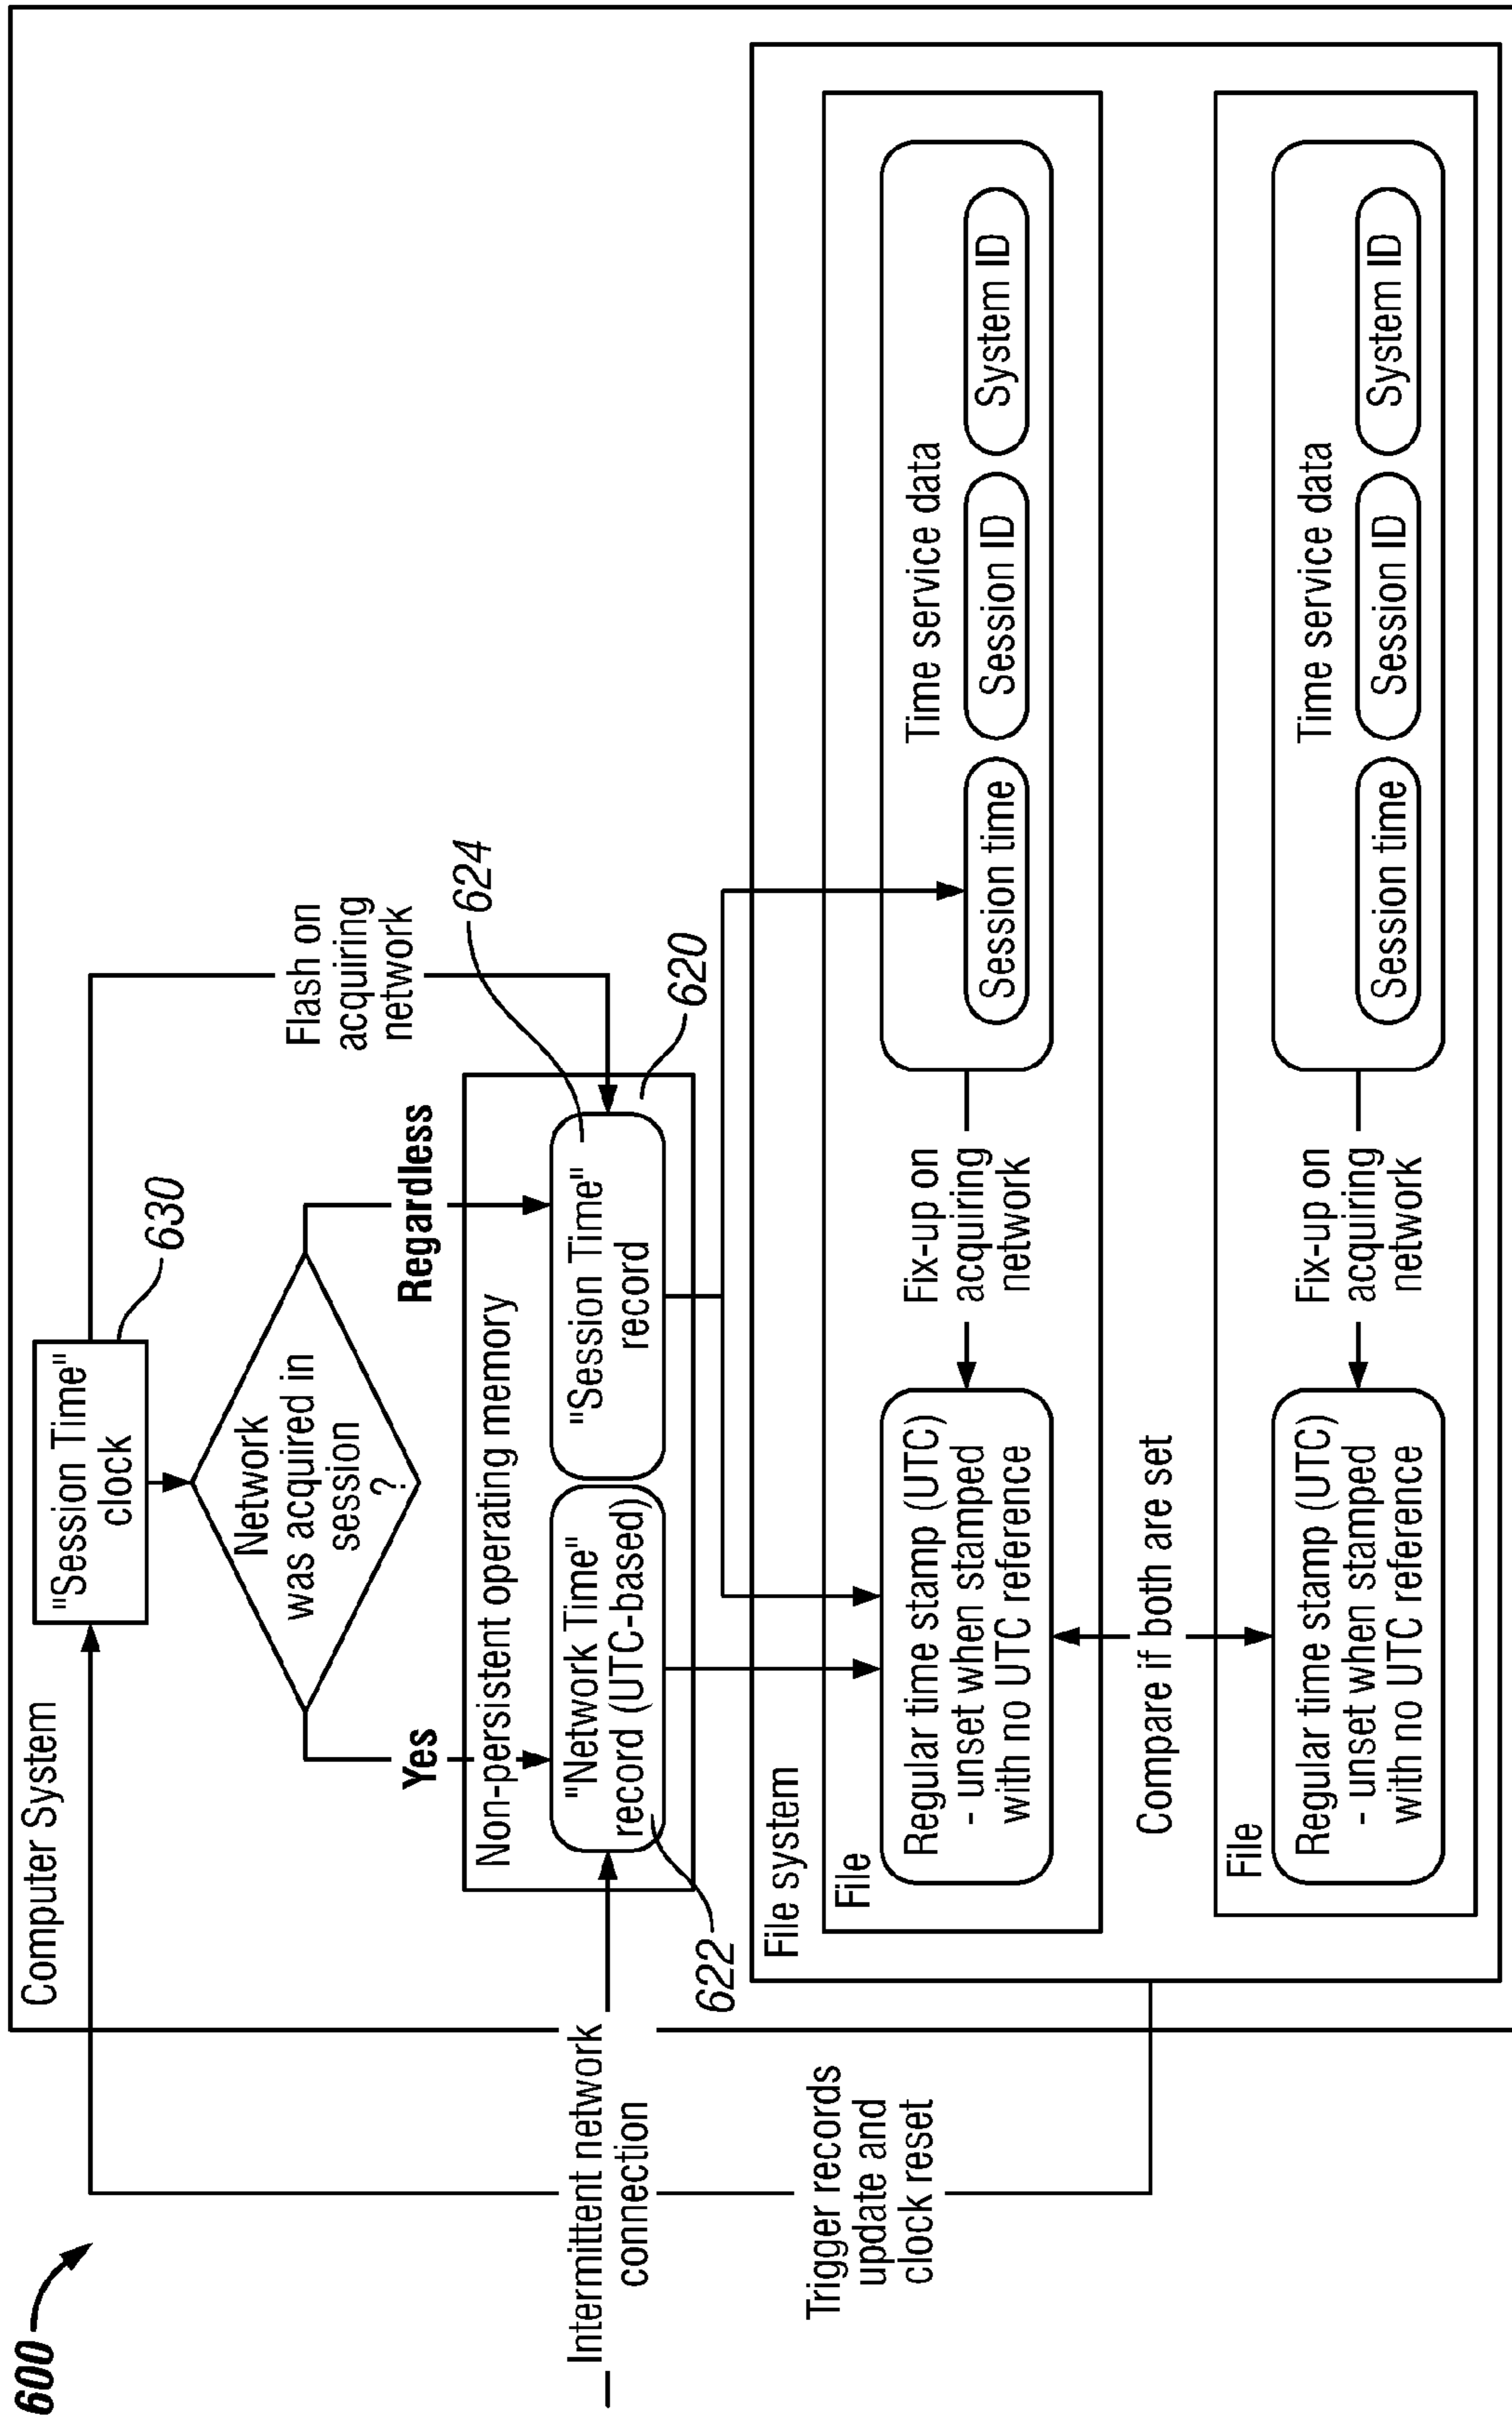 600
Computer System
"Session Time"
clock
630
Network
was acquired in
session
?
Yes
Regardless
Flash on
acquiring
network
Non-persistent operating memory
"Network Time"
record (UTC-based)
"Session Time"
record
622
624
620
Intermittent network
connection
Trigger records
update and
clock reset
File system
File
Regular time stamp (UTC)
- unset when stamped
with no UTC reference
Fix-up on
acquiring
network
Time service data
Session time
Session ID
System ID
Compare if both are set
File
Regular time stamp (UTC)
- unset when stamped
with no UTC reference
Fix-up on
acquiring
network
Time service data
Session time
Session ID
System ID